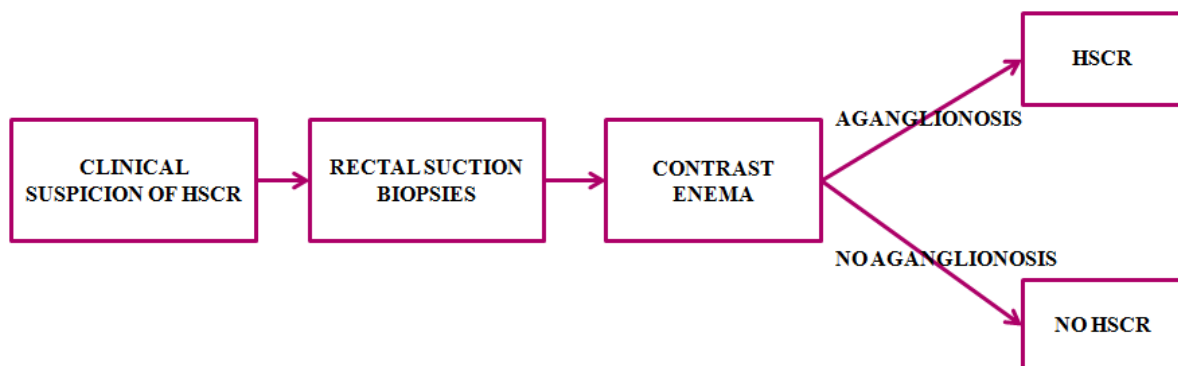 HSCR
AGANGLIONOSIS
CLINICAL
SUSPICION OF HSCR
RECTAL SUCTION
BIOPSIES
CONTRAST
ENEMA
NO AGANGLIONOSIS
NO HSCR